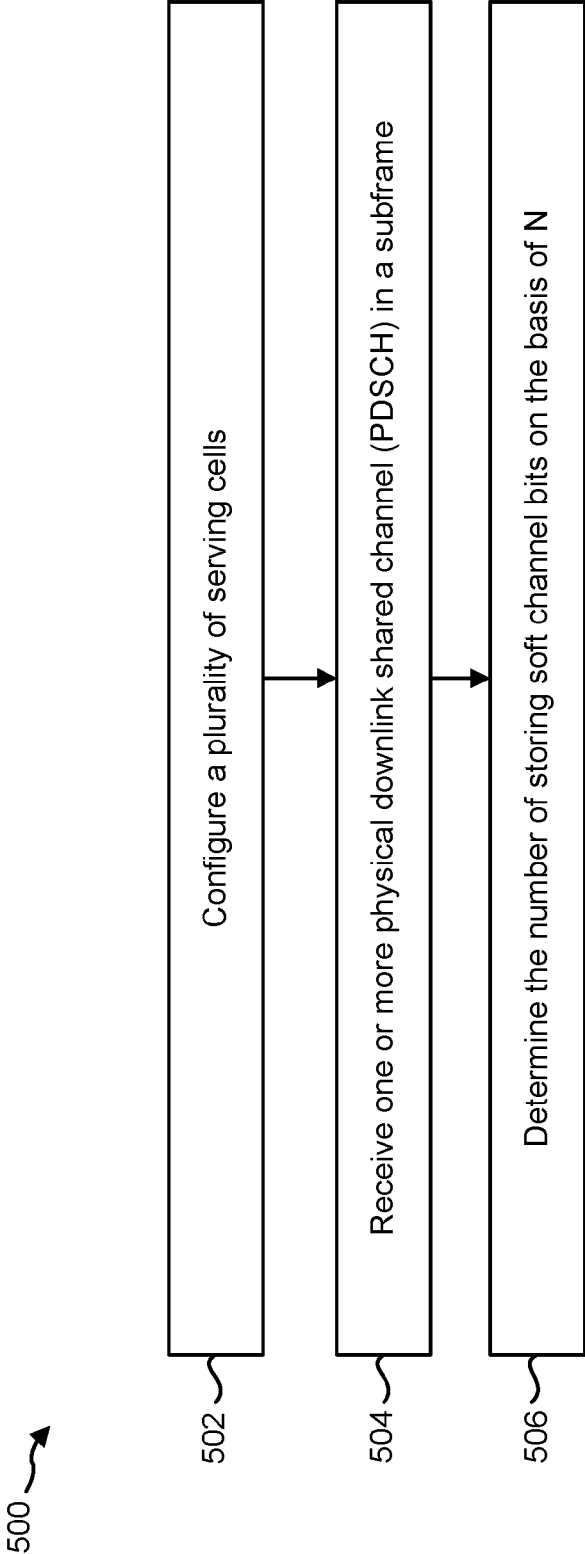 500
502
Configure a plurality of serving cells
504
Receive one or more physical downlink shared channel (PDSCH) in a subframe
506
Determine the number of storing soft channel bits on the basis of N